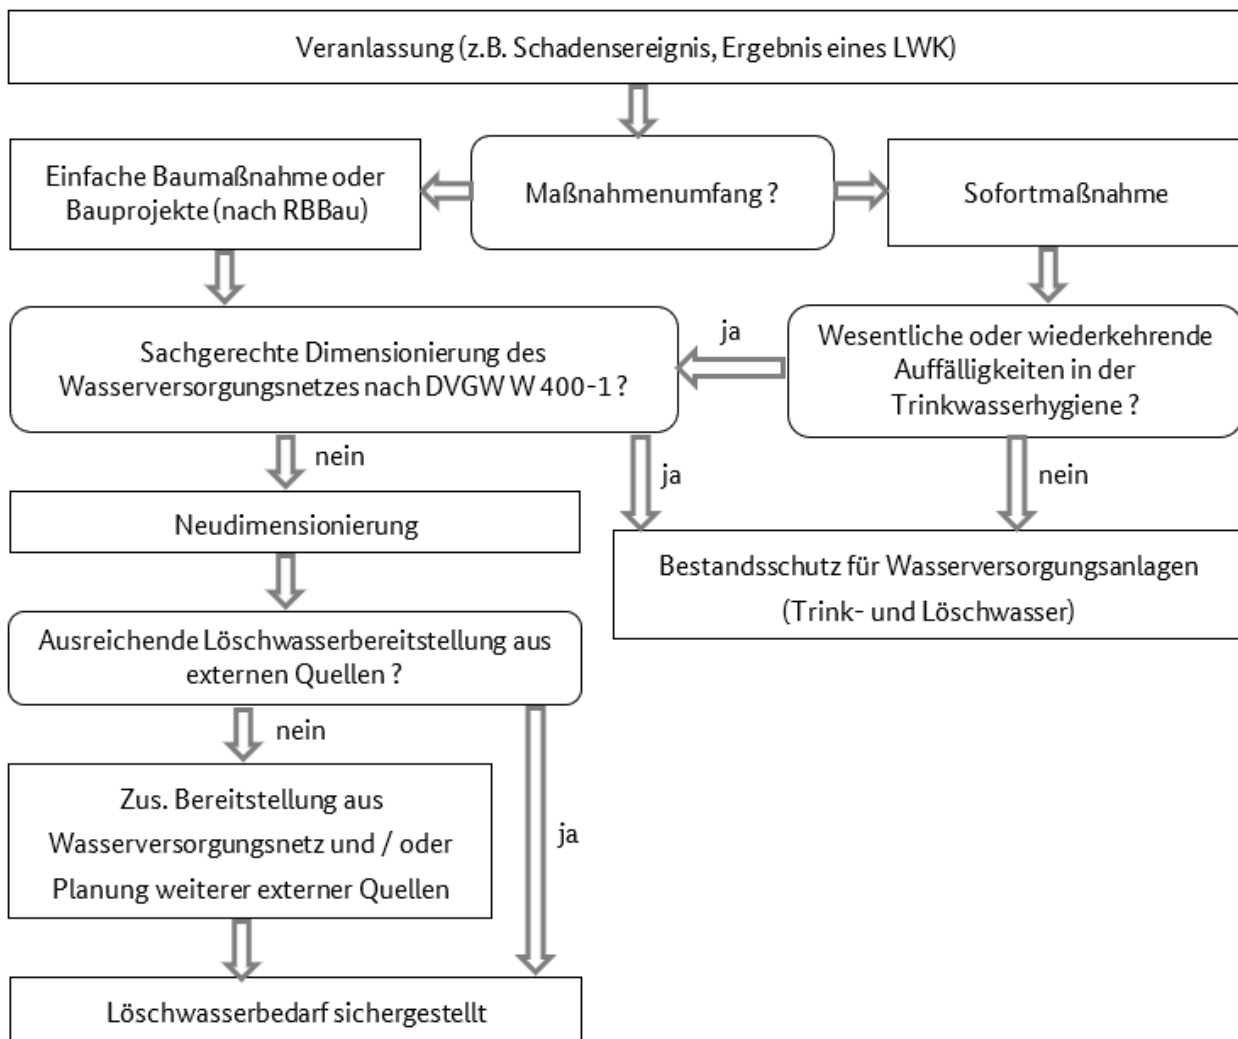 Veranlassung (z.B. Schadensereignis, Ergebnis eines LWK)
Einfache Baumaßnahme oder
Bauprojekte (nach RBBau)
Maßnahmenumfang ?
Sofortmaßnahme
Sachgerechte Dimensionierung des
Wasserversorgungsnetzes nach DVGW W 400-1 ?
ja
Wesentliche oder wiederkehrende
Auffälligkeiten in der
Trinkwasserhygiene ?
nein
ja
nein
Neudimensionierung
Bestandsschutz für Wasserversorgungsanlagen
(Trink- und Löschwasser)
Ausreichende Löschwasserbereitstellung aus
externen Quellen ?
nein
Zus. Bereitstellung aus
Wasserversorgungsnetz und / oder
Planung weiterer externer Quellen
ja
Löschwasserbedarf sichergestellt